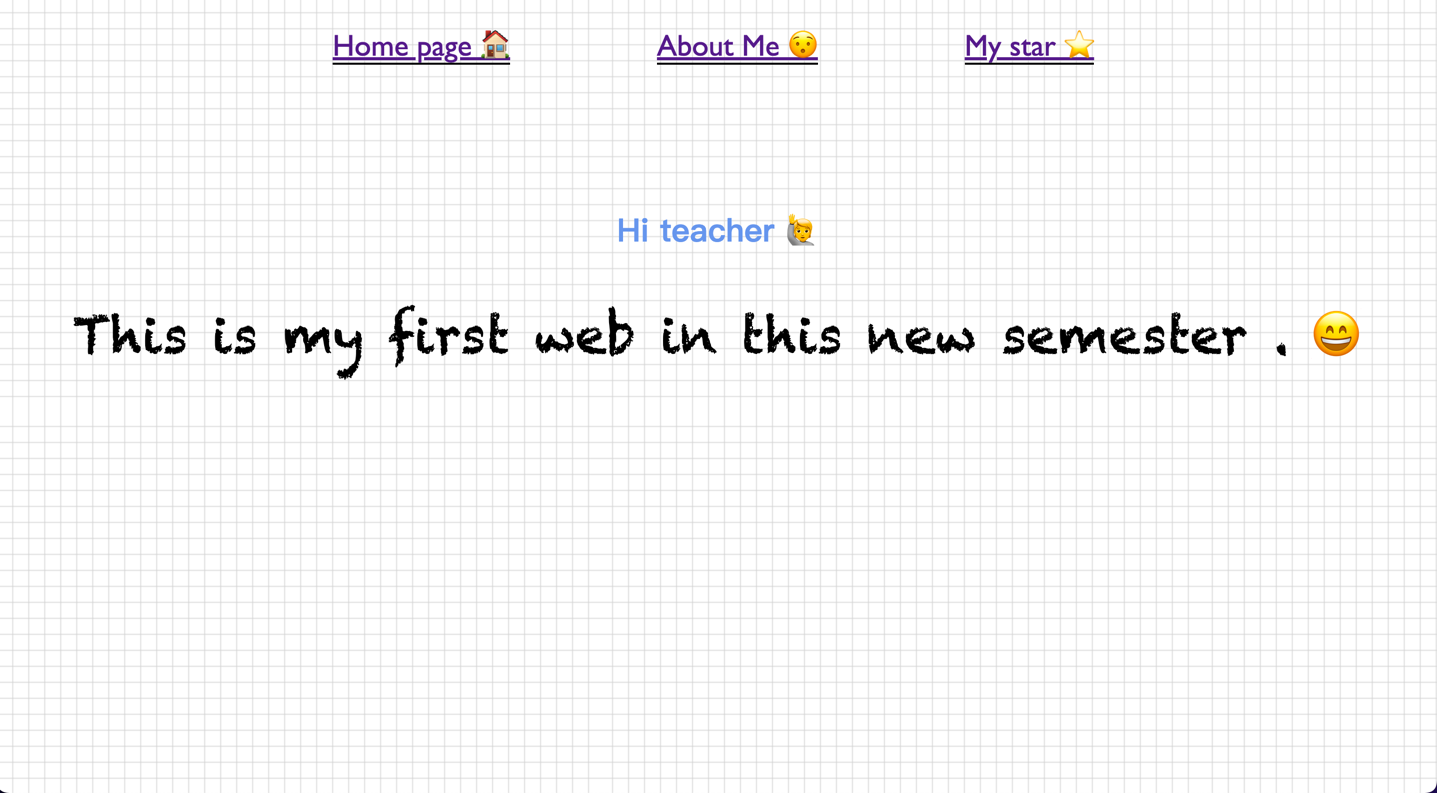 Home page 🏠 About Me 😯 My star ⭐
Hi teacher 🙋
This is my first web in this new semester . 😄